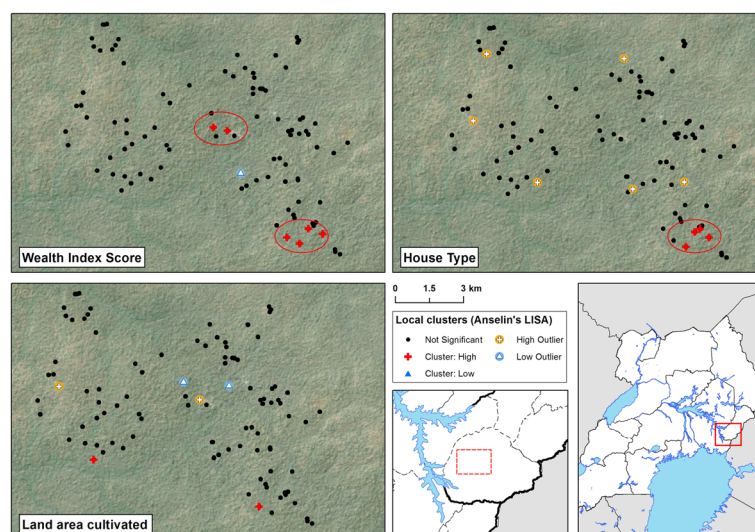 Wealth Index Score
House Type
Land area cultivated
0 1.5 3 km
Local clusters (Anselin's LISA)
Not Significant
Cluster: High
Cluster: Low
High Outlier
Low Outlier